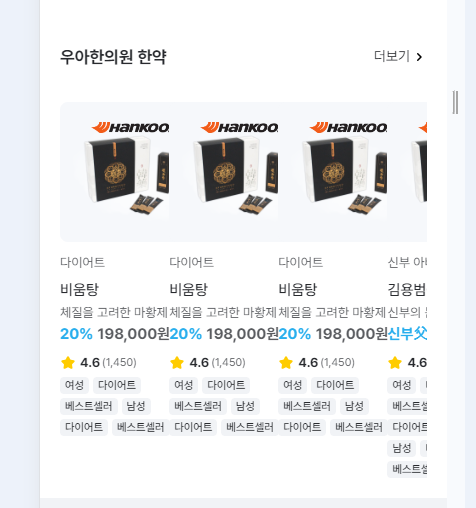 우아한의원 한약
더보기
HANKOO HANKOO HANKOO
다이어트 다이어트 다이어트 신부
비움탕 비움탕 비움탕 김용범
체질을 고려한 마황제 체질을 고려한 마황제 체질을 고려한 마황제 신부의
20% 198,000원 20% 198,000원 20% 198,000원 신부父
4.6 (1,450) 4.6 (1,450) 4.6 (1,450) 4.6
여성 다이어트 여성 다이어트 여성 다이어트 여성
베스트셀러 남성 베스트셀러 남성 베스트셀러 남성 베스트셀
다이어트 베스트셀러 다이어트 베스트셀러 다이어트 베스트셀러 다이어트
남성
베스트셀